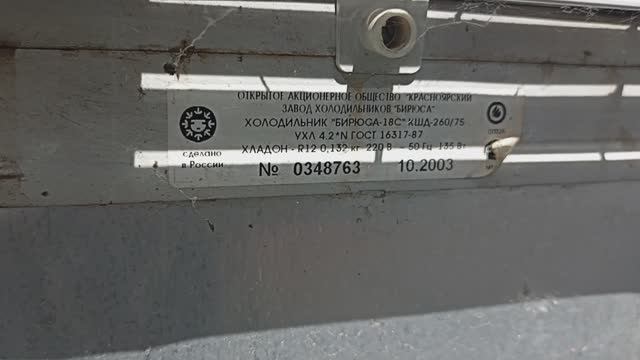 ОТКРЫТОЕ АКЦИОНЕРНОЕ ОБЩЕСТВО "КРАСНОЯРСКИЙ
ЗАВОД ХОЛОДИЛЬНИКОВ "БИРЮСА"
ХОЛОДИЛЬНИК "БИРЮСА-18С" КШД-260/75
УХЛ 4.2*N ГОСТ 16317-87
ХЛАДОН - R12 0,132 кг 220 В ~ 50 Гц 135 Вт
сделано
в России
№ 0348763 10.2003